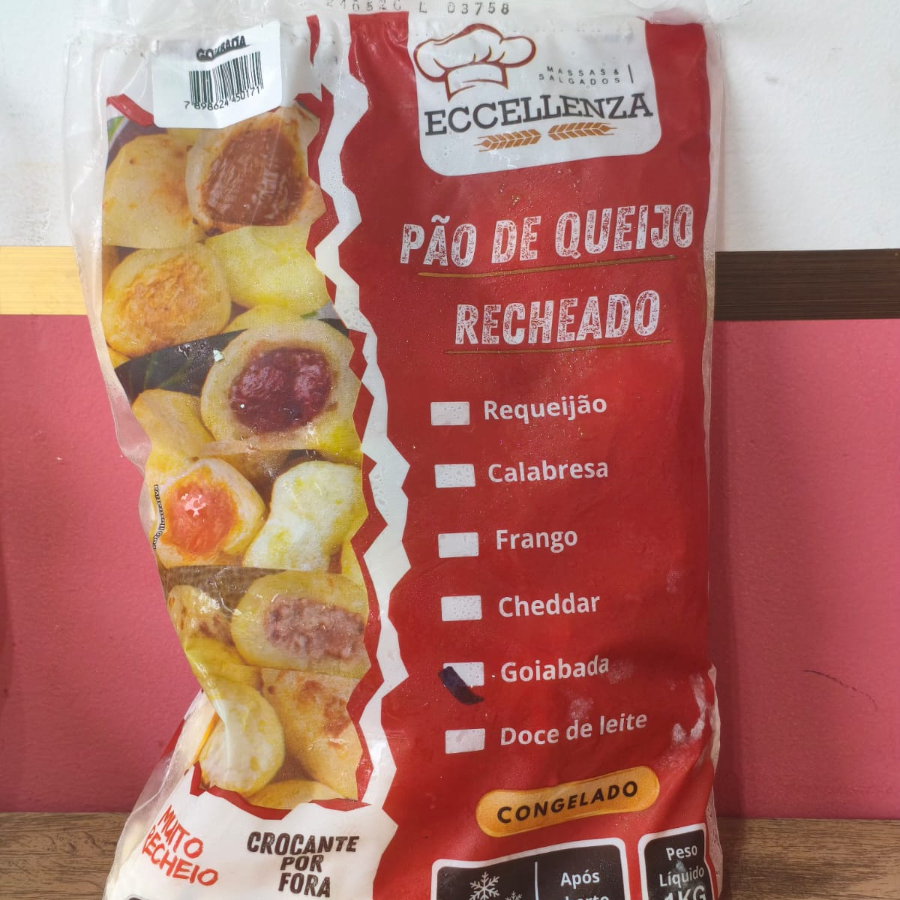 L 03758
GOIABADA
7 898624 450171
MASSAS &
SALGADOS
ECCELLENZA
PÃO DE QUEIJO
RECHEADO
Requeijão
Calabresa
Frango
Cheddar
Goiabada
Doce de leite
CONGELADO
MUITO
RECHEIO
CROCANTE
POR
FORA
Após
Peso
Líquido
1KG